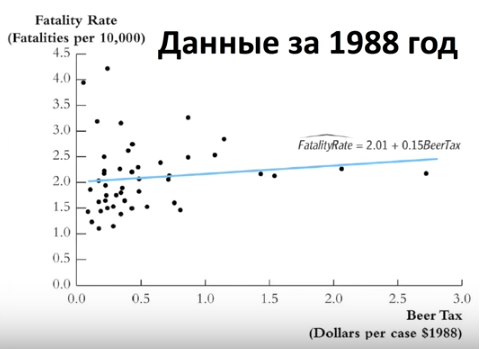 Fatality Rate
(Fatalities per 10,000)
Данные за 1988 год
4.5
4.0
3.5
3.0
FatalityRate = 2.01 + 0.15BeerTax
2.5
2.0
1.5
1.0
0.5
0.0
0.0 0.5 1.0 1.5 2.0 2.5 3.0
Beer Tax
(Dollars per case $1988)